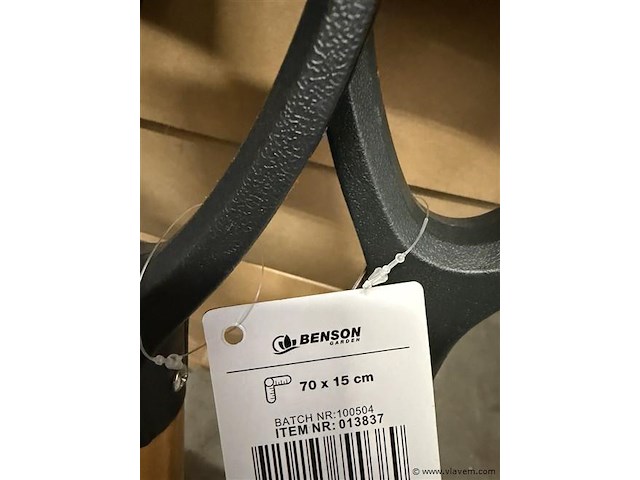 BENSON
GARDEN
70 x 15 cm
BATCH NR:100504
ITEM NR: 013837
© www.vlavem.com